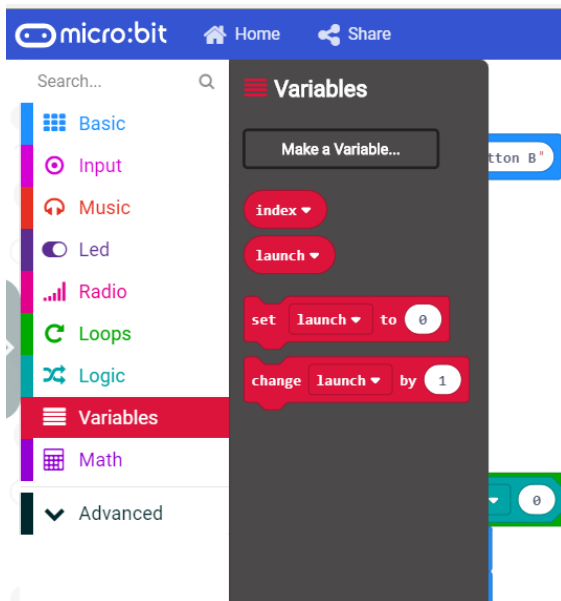 micro:bit Home Share
Search...
Basic
Input
Music
Led
Radio
Loops
Logic
Variables
Math
Advanced
Variables
Make a Variable...
index
launch
set launch to 0
change launch by 1
tton B"
0